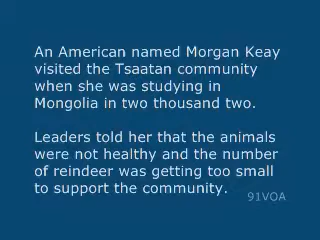 An American named Morgan Keay
visited the Tsaatan community
when she was studying in
Mongolia in two thousand two.
Leaders told her that the animals
were not healthy and the number
of reindeer was getting too small
to support the community.
91VOA